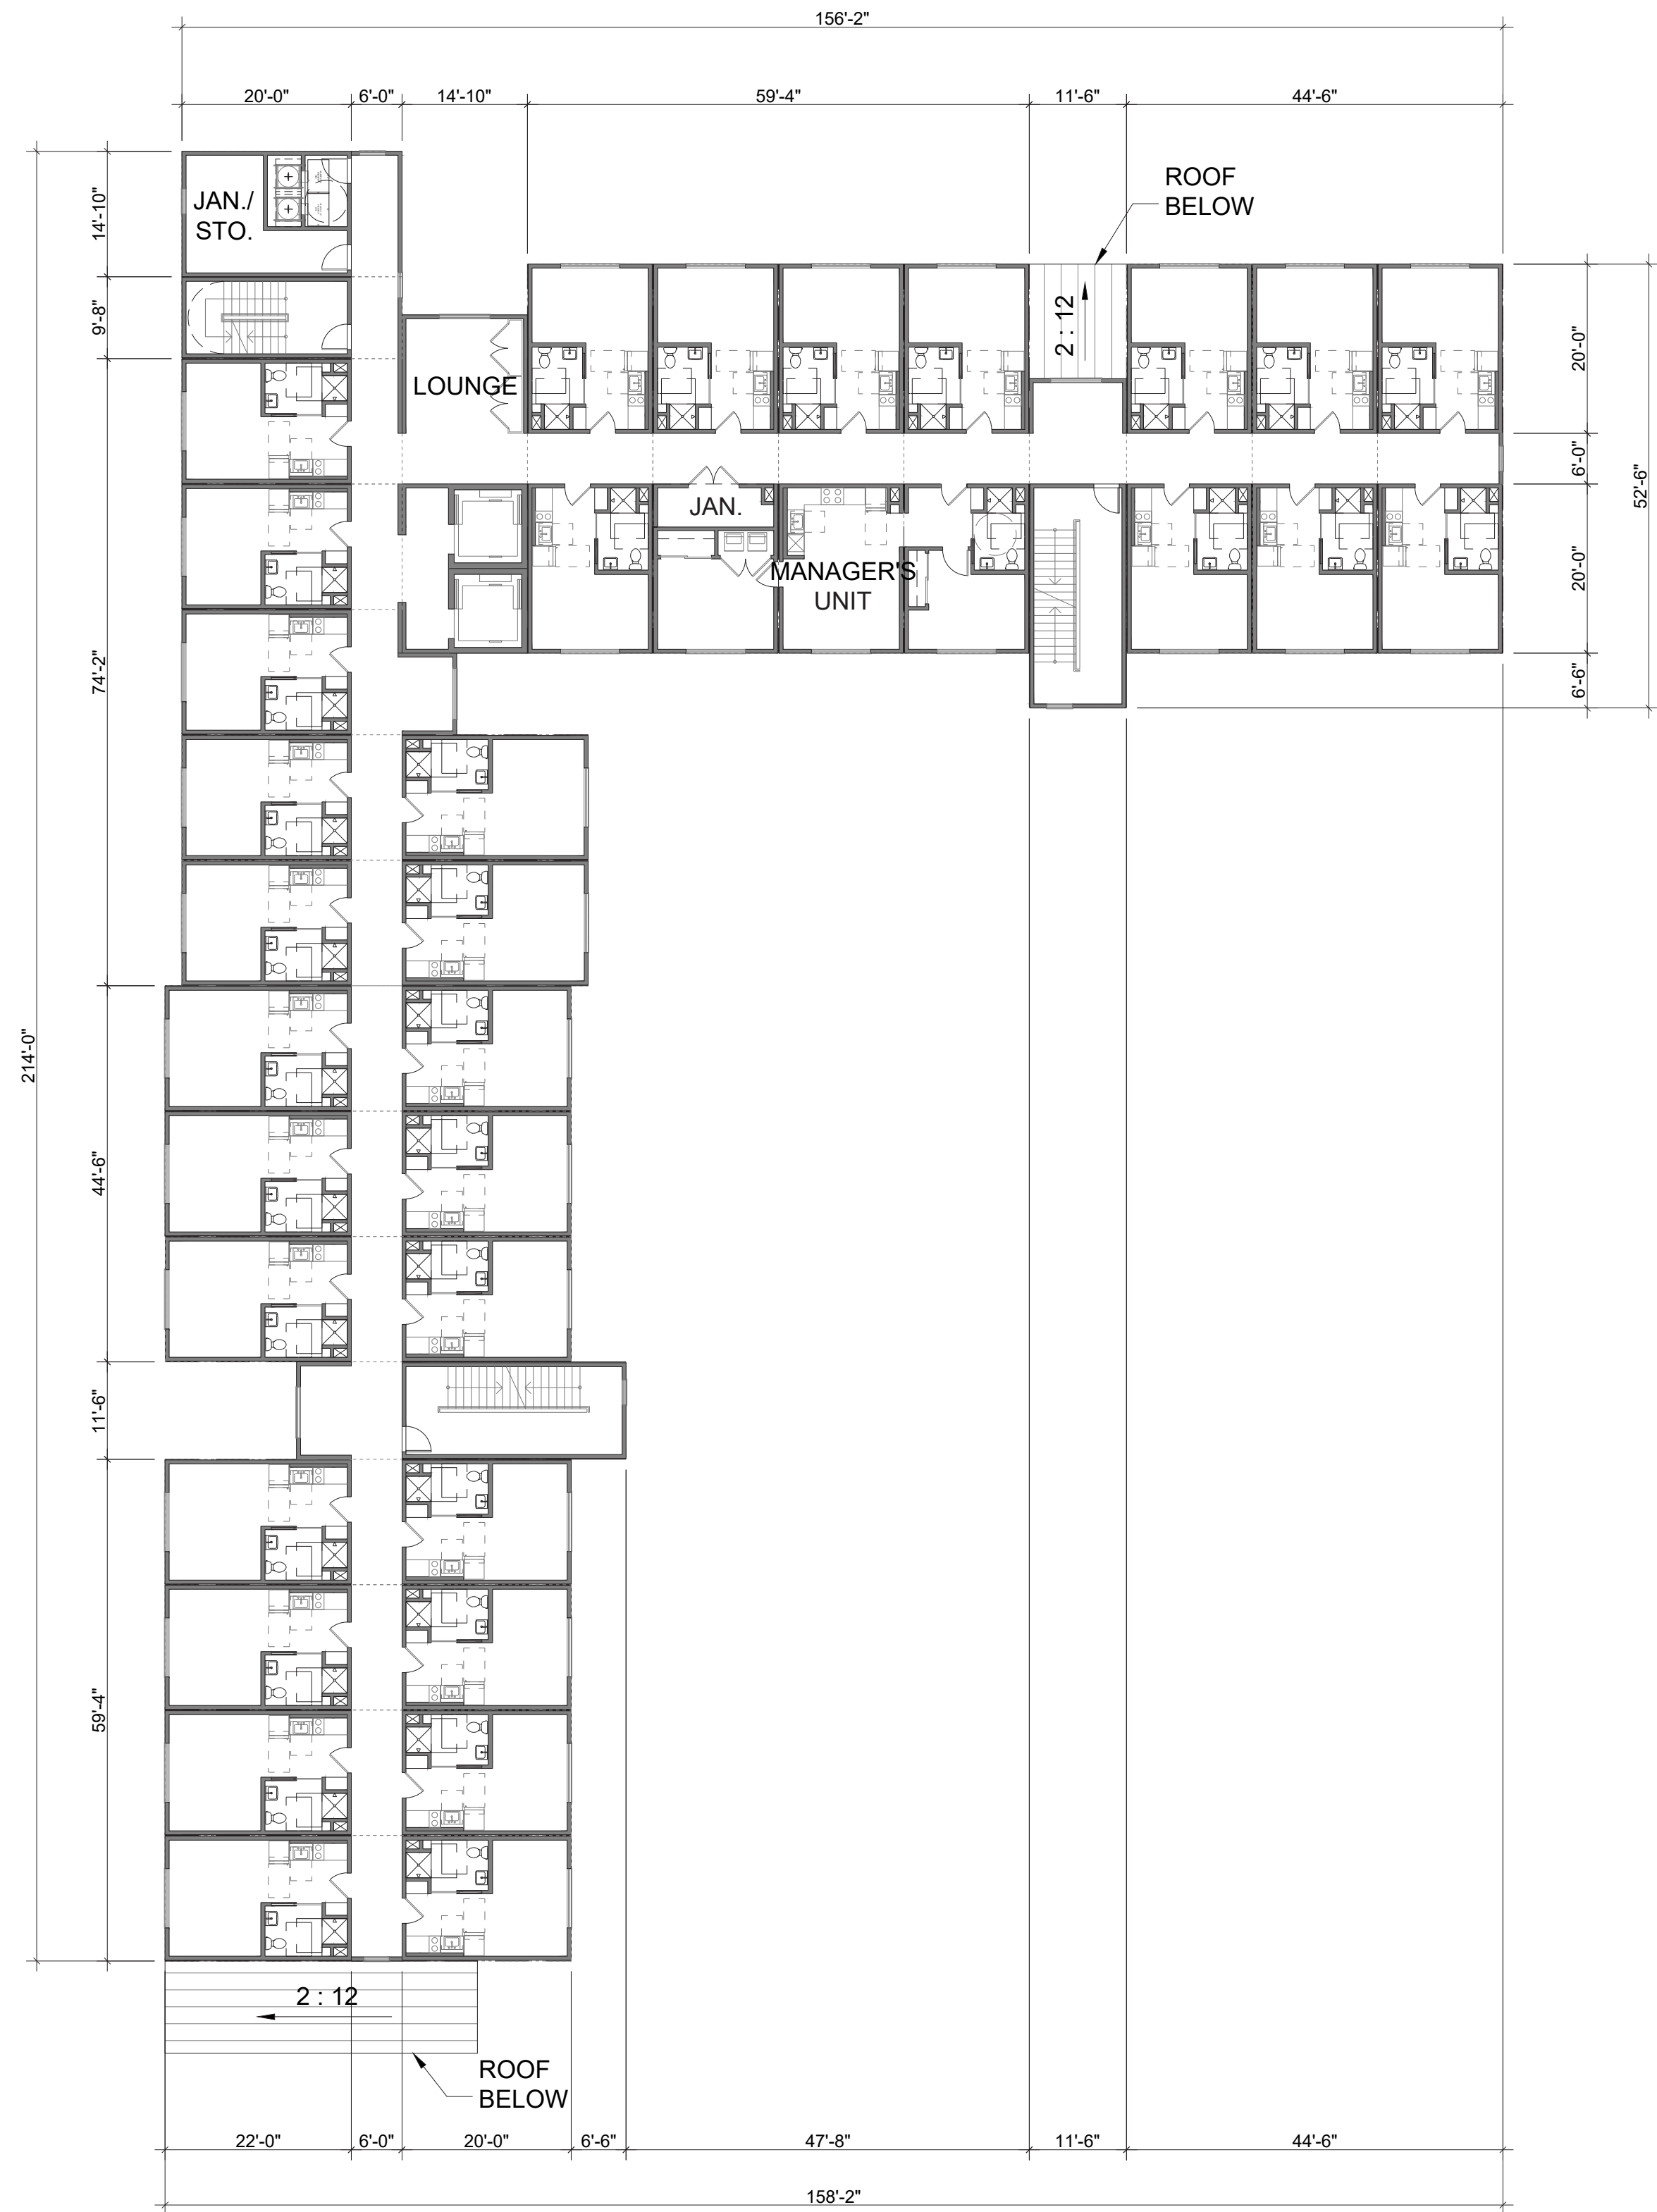 156'-2"
20'-0"
6'-0"
14'-10"
59'-4"
11'-6"
44'-6"
ROOF
BELOW
JAN./
STO.
14'-10"
9'-8"
2 : 12
LOUNGE
20'-0"
6'-0"
52'-6"
JAN.
MANAGER'S
UNIT
20'-0"
6'-6"
74'-2"
214'-0"
44'-6"
11'-6"
59'-4"
2 : 12
ROOF
BELOW
22'-0"
6'-0"
20'-0"
6'-6"
47'-8"
11'-6"
44'-6"
158'-2"